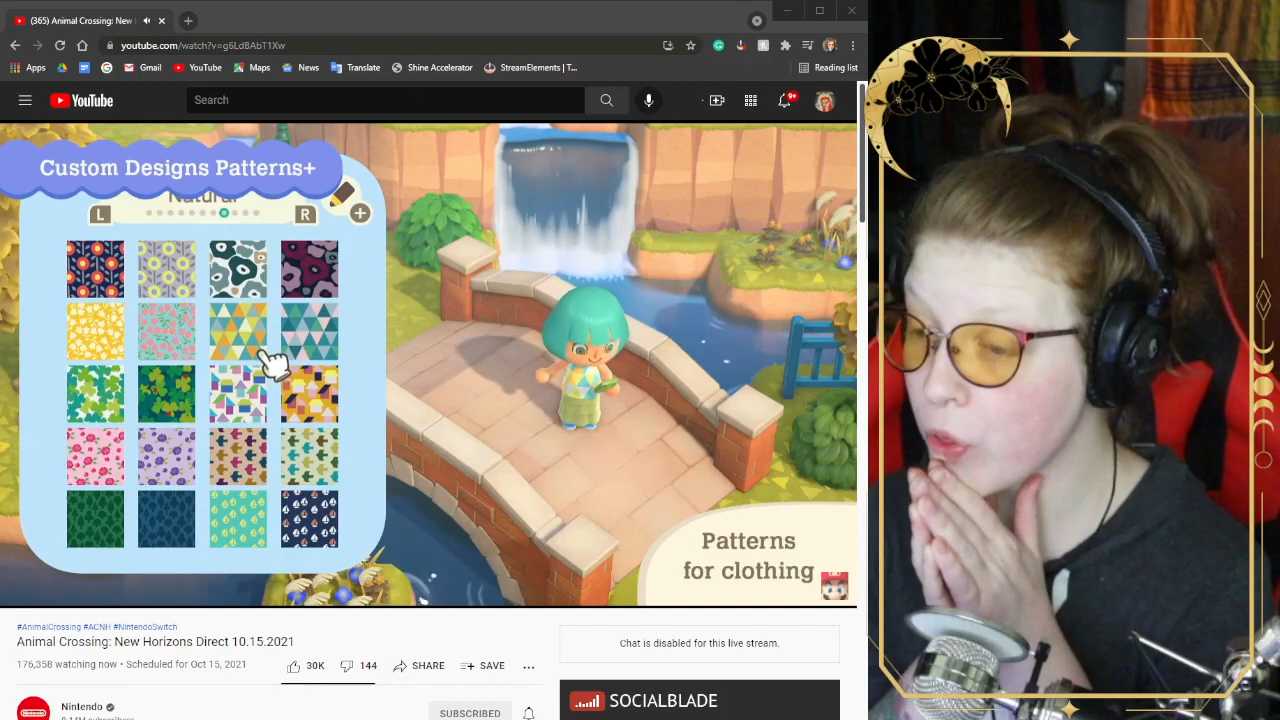 (365) Animal Crossing: New
youtube.com/watch?v=g6LdBAbT1Xw
Apps
Gmail
YouTube
Maps
News
Translate
Shine Accelerator
StreamElements | T...
Reading list
YouTube
Search
9+
Custom Designs Patterns+
Natural
L
R
Patterns
for clothing
#AnimalCrossing #ACNH #NintendoSwitch
Animal Crossing: New Horizons Direct 10.15.2021
176,358 watching now • Scheduled for Oct 15, 2021
30K
144
SHARE
SAVE
Chat is disabled for this live stream.
Nintendo
SUBSCRIBED
SOCIALBLADE